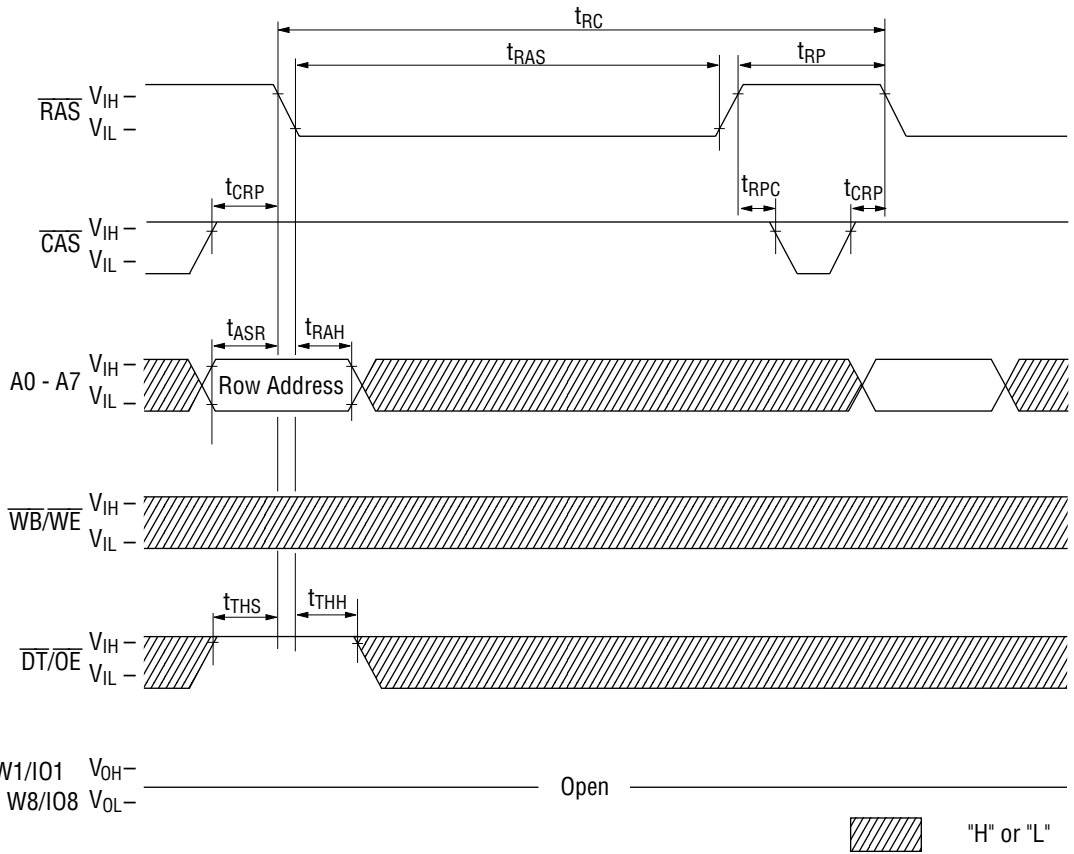 tRC
tRAS
tRP
RAS VIH –
VIL –
tCRP
tRPC
tCRP
CAS VIH –
VIL –
tASR
tRAH
A0 - A7 VIH –
VIL –
Row Address
WB/WE VIH –
VIL –
tTHS
tTHH
DT/OE VIH –
VIL –
W1/IO1 VOH –
W8/IO8 VOL –
Open
"H" or "L"